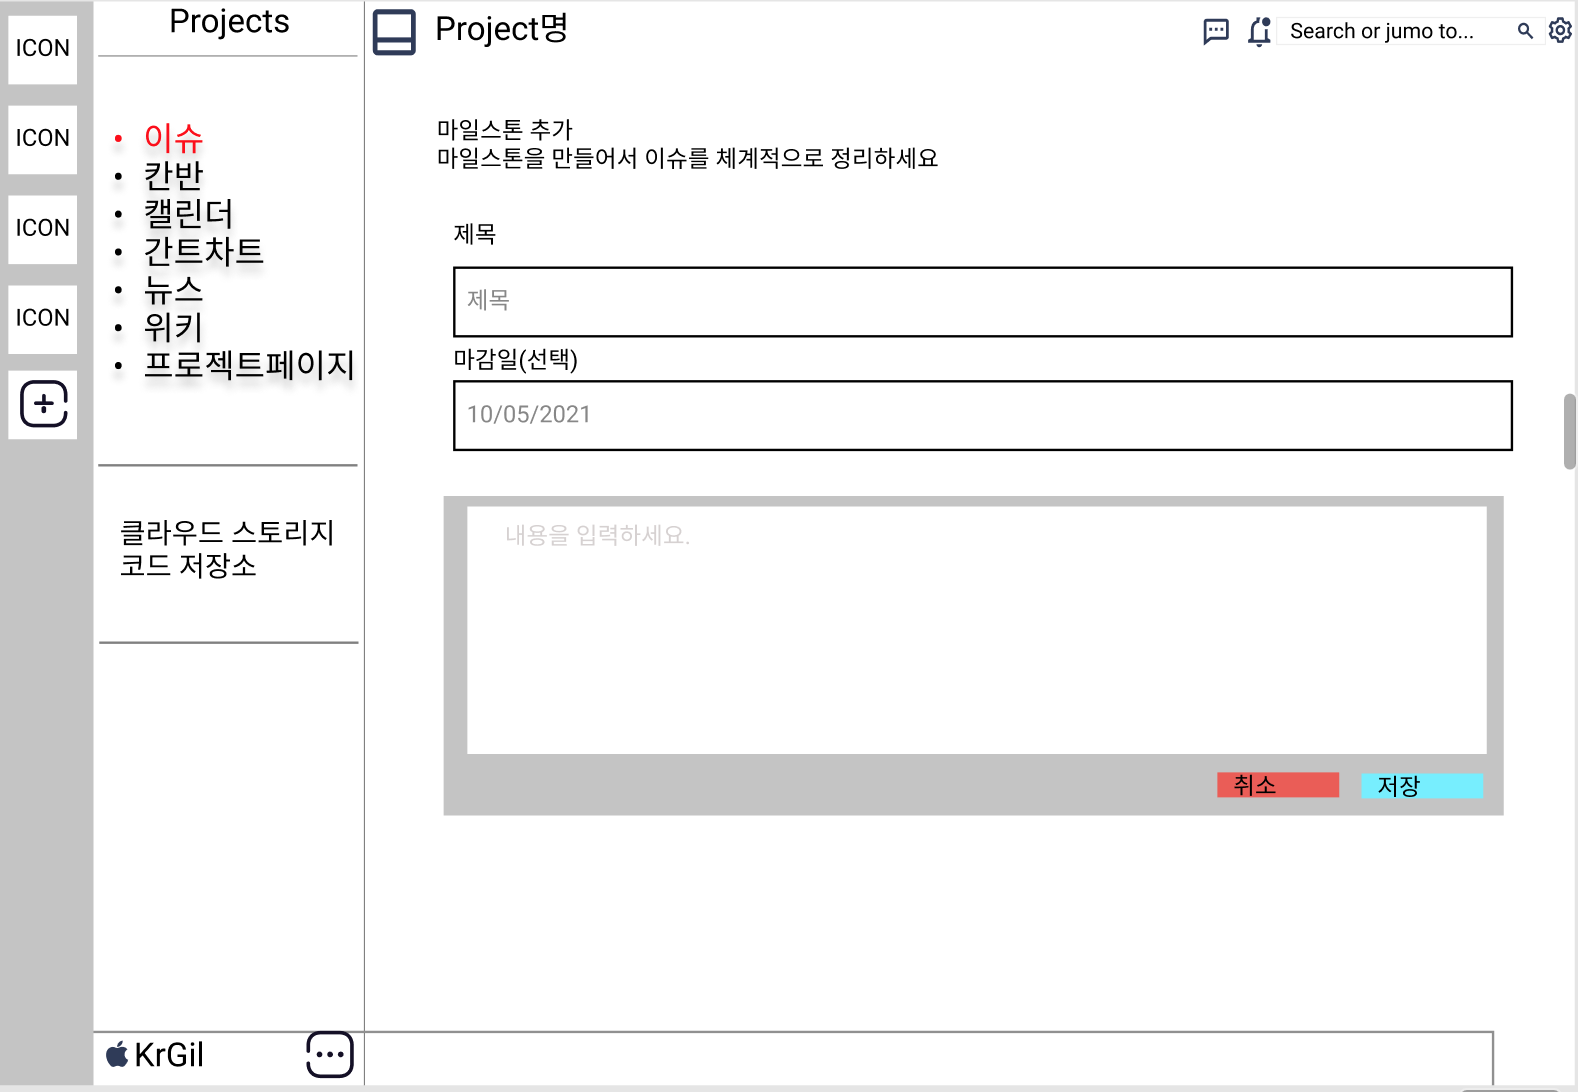 ICON
ICON
ICON
ICON
Projects
• 이슈
• 칸반
• 캘린더
• 간트차트
• 뉴스
• 위키
• 프로젝트페이지
클라우드 스토리지
코드 저장소
KrGil
Project명
Search or jumo to...
마일스톤 추가
마일스톤을 만들어서 이슈를 체계적으로 정리하세요
제목
제목
마감일(선택)
10/05/2021
내용을 입력하세요.
취소
저장